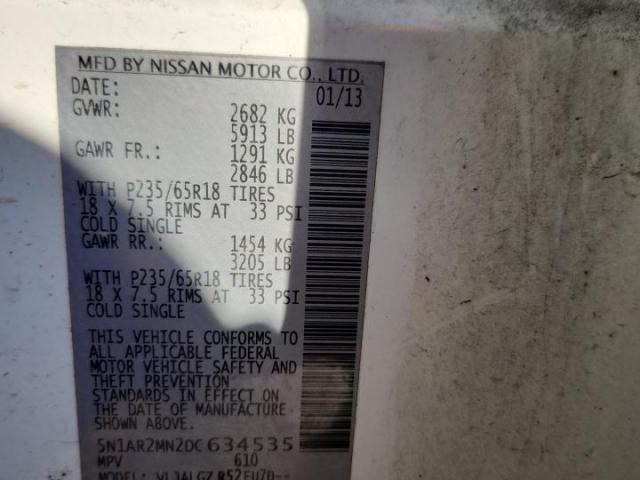 MFD BY NISSAN MOTOR CO., LTD.
DATE: 01/13
GVWR: 2682 KG
5913 LB
GAWR FR.: 1291 KG
2846 LB
WITH P235/65R18 TIRES
18 X 7.5 RIMS AT 33 PSI
COLD SINGLE
GAWR RR.: 1454 KG
3205 LB
WITH P235/65R18 TIRES
18 X 7.5 RIMS AT 33 PSI
COLD SINGLE
THIS VEHICLE CONFORMS TO
ALL APPLICABLE FEDERAL
MOTOR VEHICLE SAFETY AND
THEFT PREVENTION
STANDARDS IN EFFECT ON
THE DATE OF MANUFACTURE
SHOWN ABOVE.
5N1AR2MN2DC634535
MPV 610
MODEL: